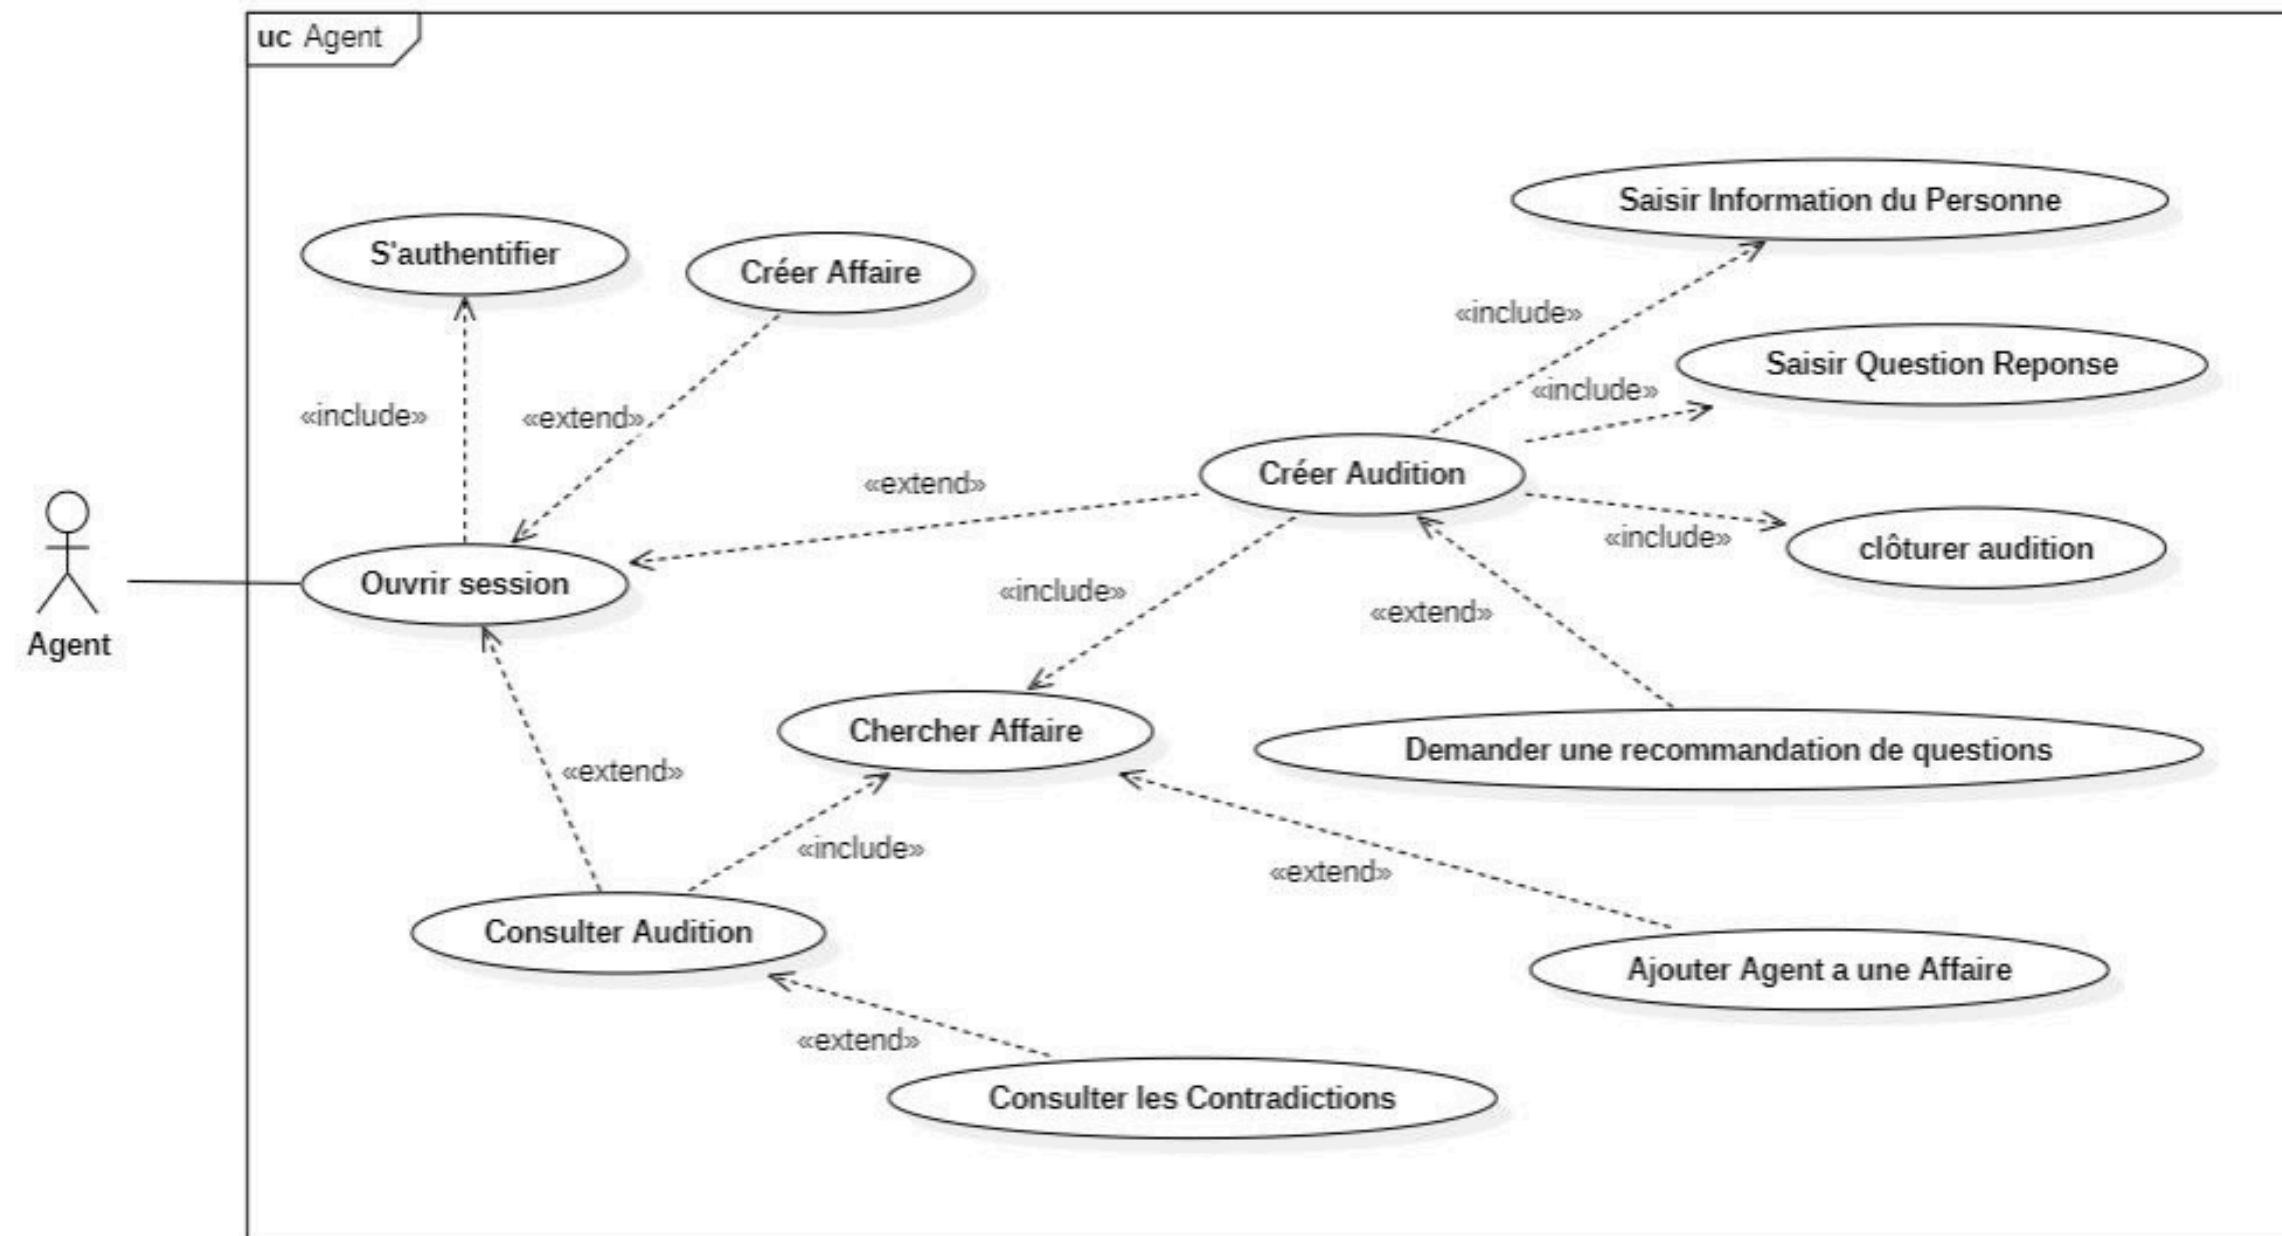 uc Agent
Saisir Information du Personne
S'authentifier
Créer Affaire
«include»
Saisir Question Reponse
«include»
«include»
«extend»
Créer Audition
«extend»
«include»
clôturer audition
Ouvrir session
«include»
«extend»
Agent
Chercher Affaire
Demander une recommandation de questions
«extend»
«include»
«extend»
Consulter Audition
Ajouter Agent a une Affaire
«extend»
Consulter les Contradictions